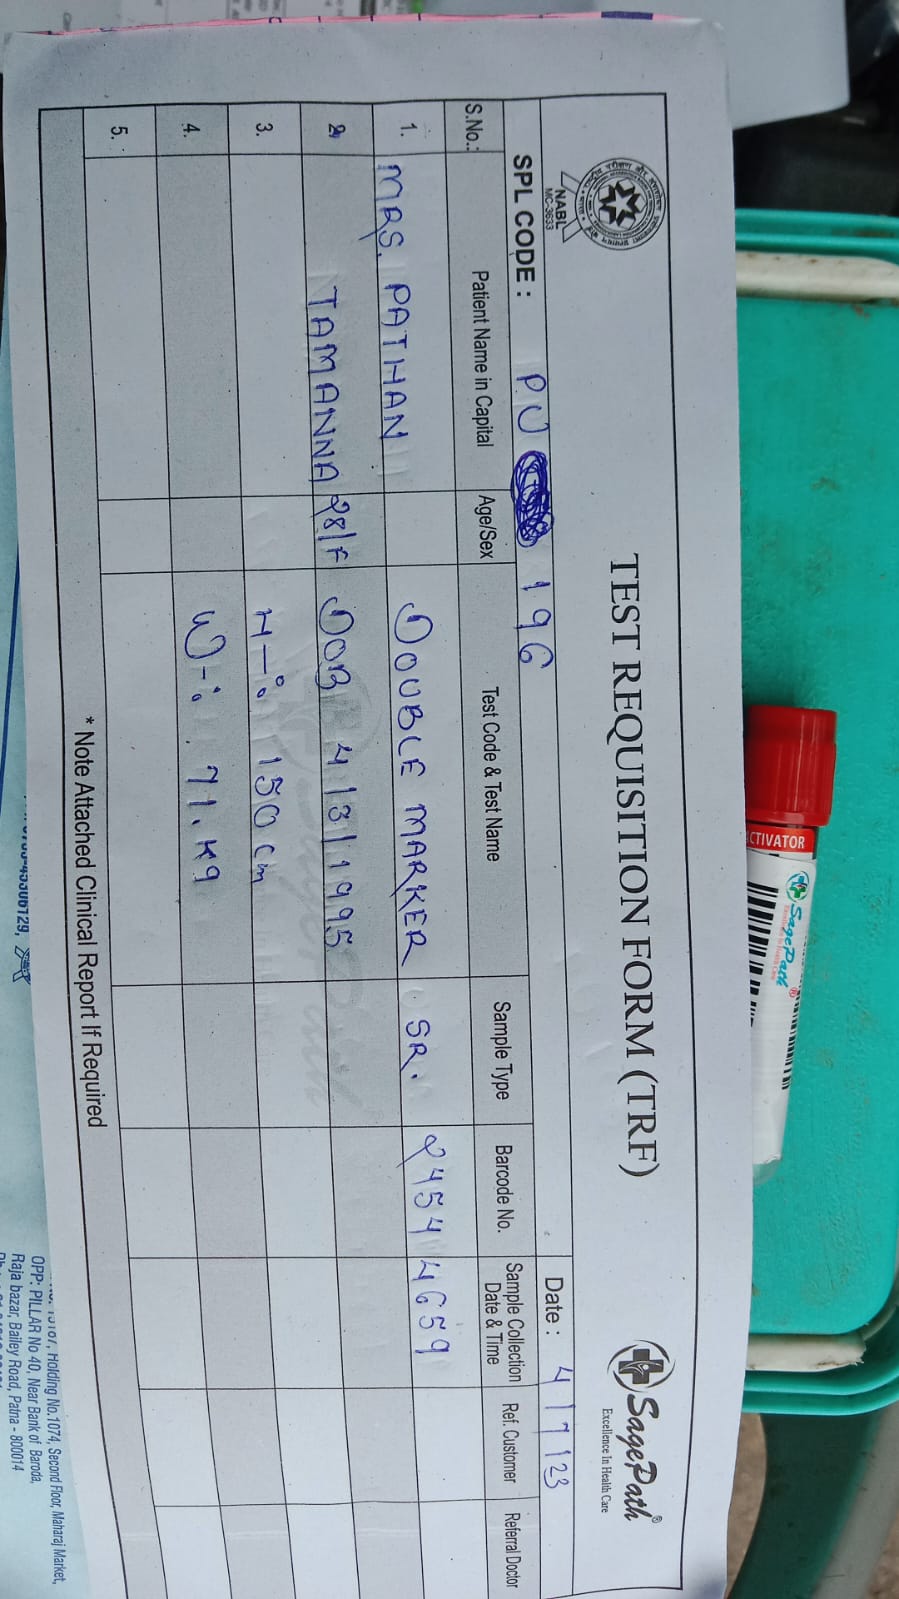 NABL
MC-3633
TEST REQUISITION FORM (TRF)
SagePath®
Excellence In Health Care
SPL CODE : PU 196
Date : 4/7/23
S.No.: Patient Name in Capital Age/Sex Test Code & Test Name Sample Type Barcode No. Sample Collection Date & Time Ref. Customer Referral Doctor
1. MRS. PATHAN DOUBLE MARKER SR. 24544659
2. TAMANNA 28/F DOB 4/3/1995
3. H-: 150 cm
4. W-: 71.kg
5.
* Note Attached Clinical Report If Required
Holding No.1074, Second Floor, Maharaj Market,
OPP: PILLAR No 40, Near Bank of Baroda,
Raja bazar, Bailey Road, Patna - 800014
CTIVATOR
SagePath®